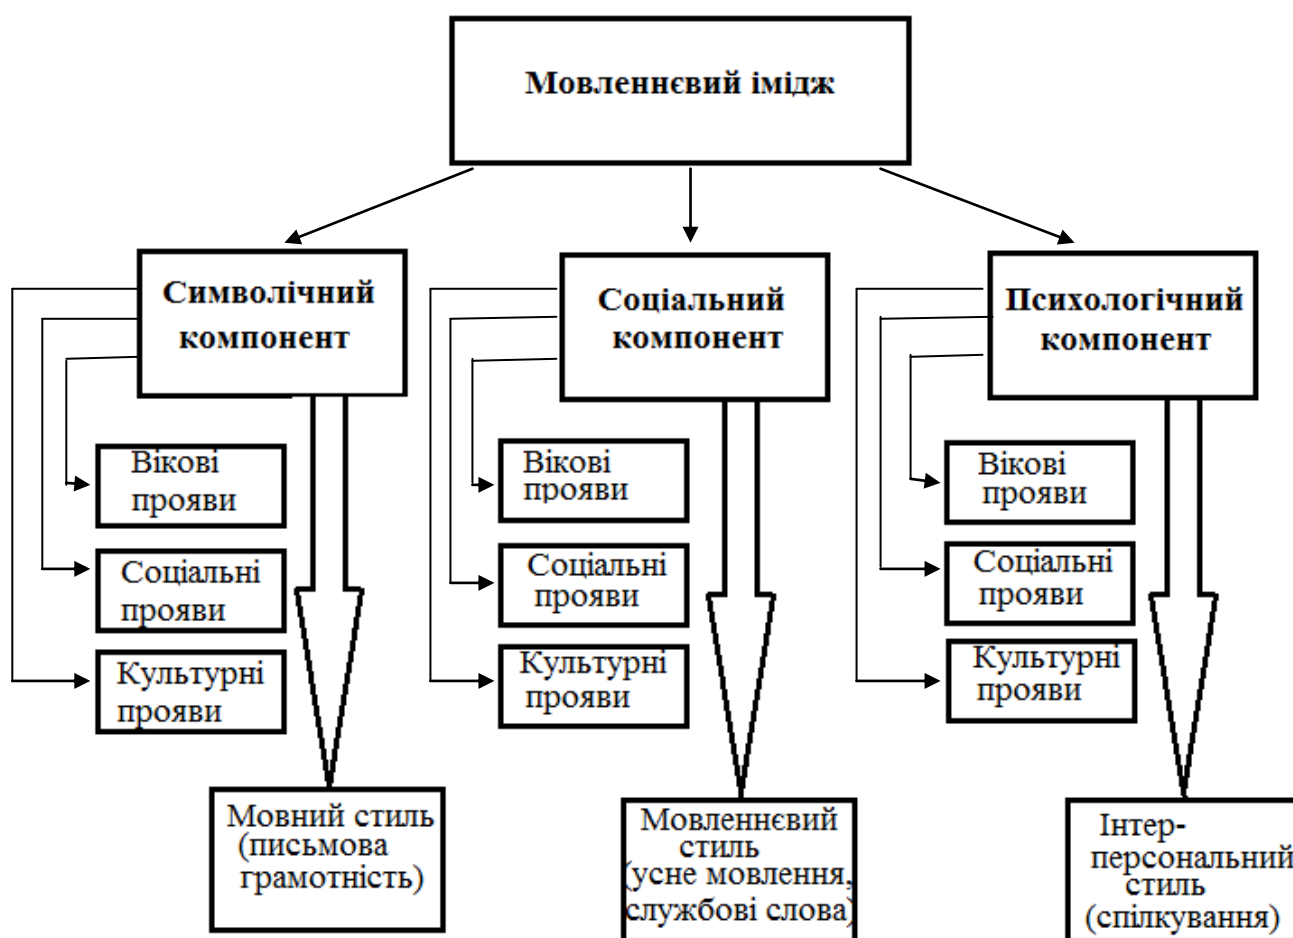 Мовленнєвий імідж
Символічний
компонент
Соціальний
компонент
Психологічний
компонент
Вікові
прояви
Вікові
прояви
Вікові
прояви
Соціальні
прояви
Соціальні
прояви
Соціальні
прояви
Культурні
прояви
Культурні
прояви
Культурні
прояви
Мовний стиль
(письмова
грамотність)
Мовленнєвий
стиль
(усне мовлення,
службові слова)
Інтер-
персональний
стиль
(спілкування)